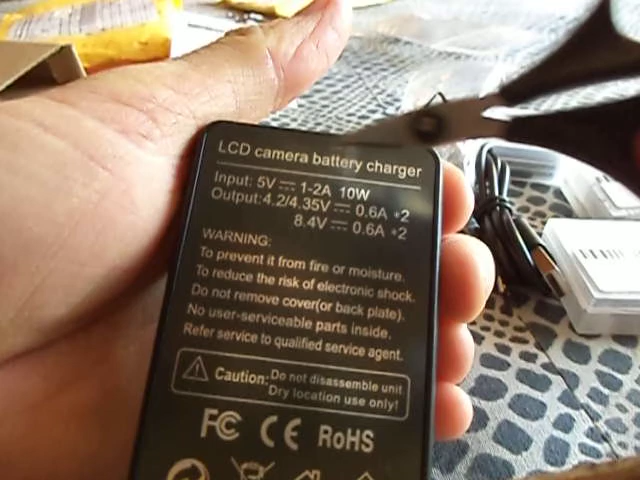 LCD camera battery charger
Input: 5V ⎓ 1-2A 10W
Output:4.2/4.35V ⎓ 0.6A *2
8.4V ⎓ 0.6A *2
WARNING:
To prevent it from fire or moisture.
To reduce the risk of electronic shock.
Do not remove cover(or back plate).
No user-serviceable parts inside.
Refer service to qualified service agent.
Caution: Do not disassemble unit
Dry location use only!
FC CE RoHS